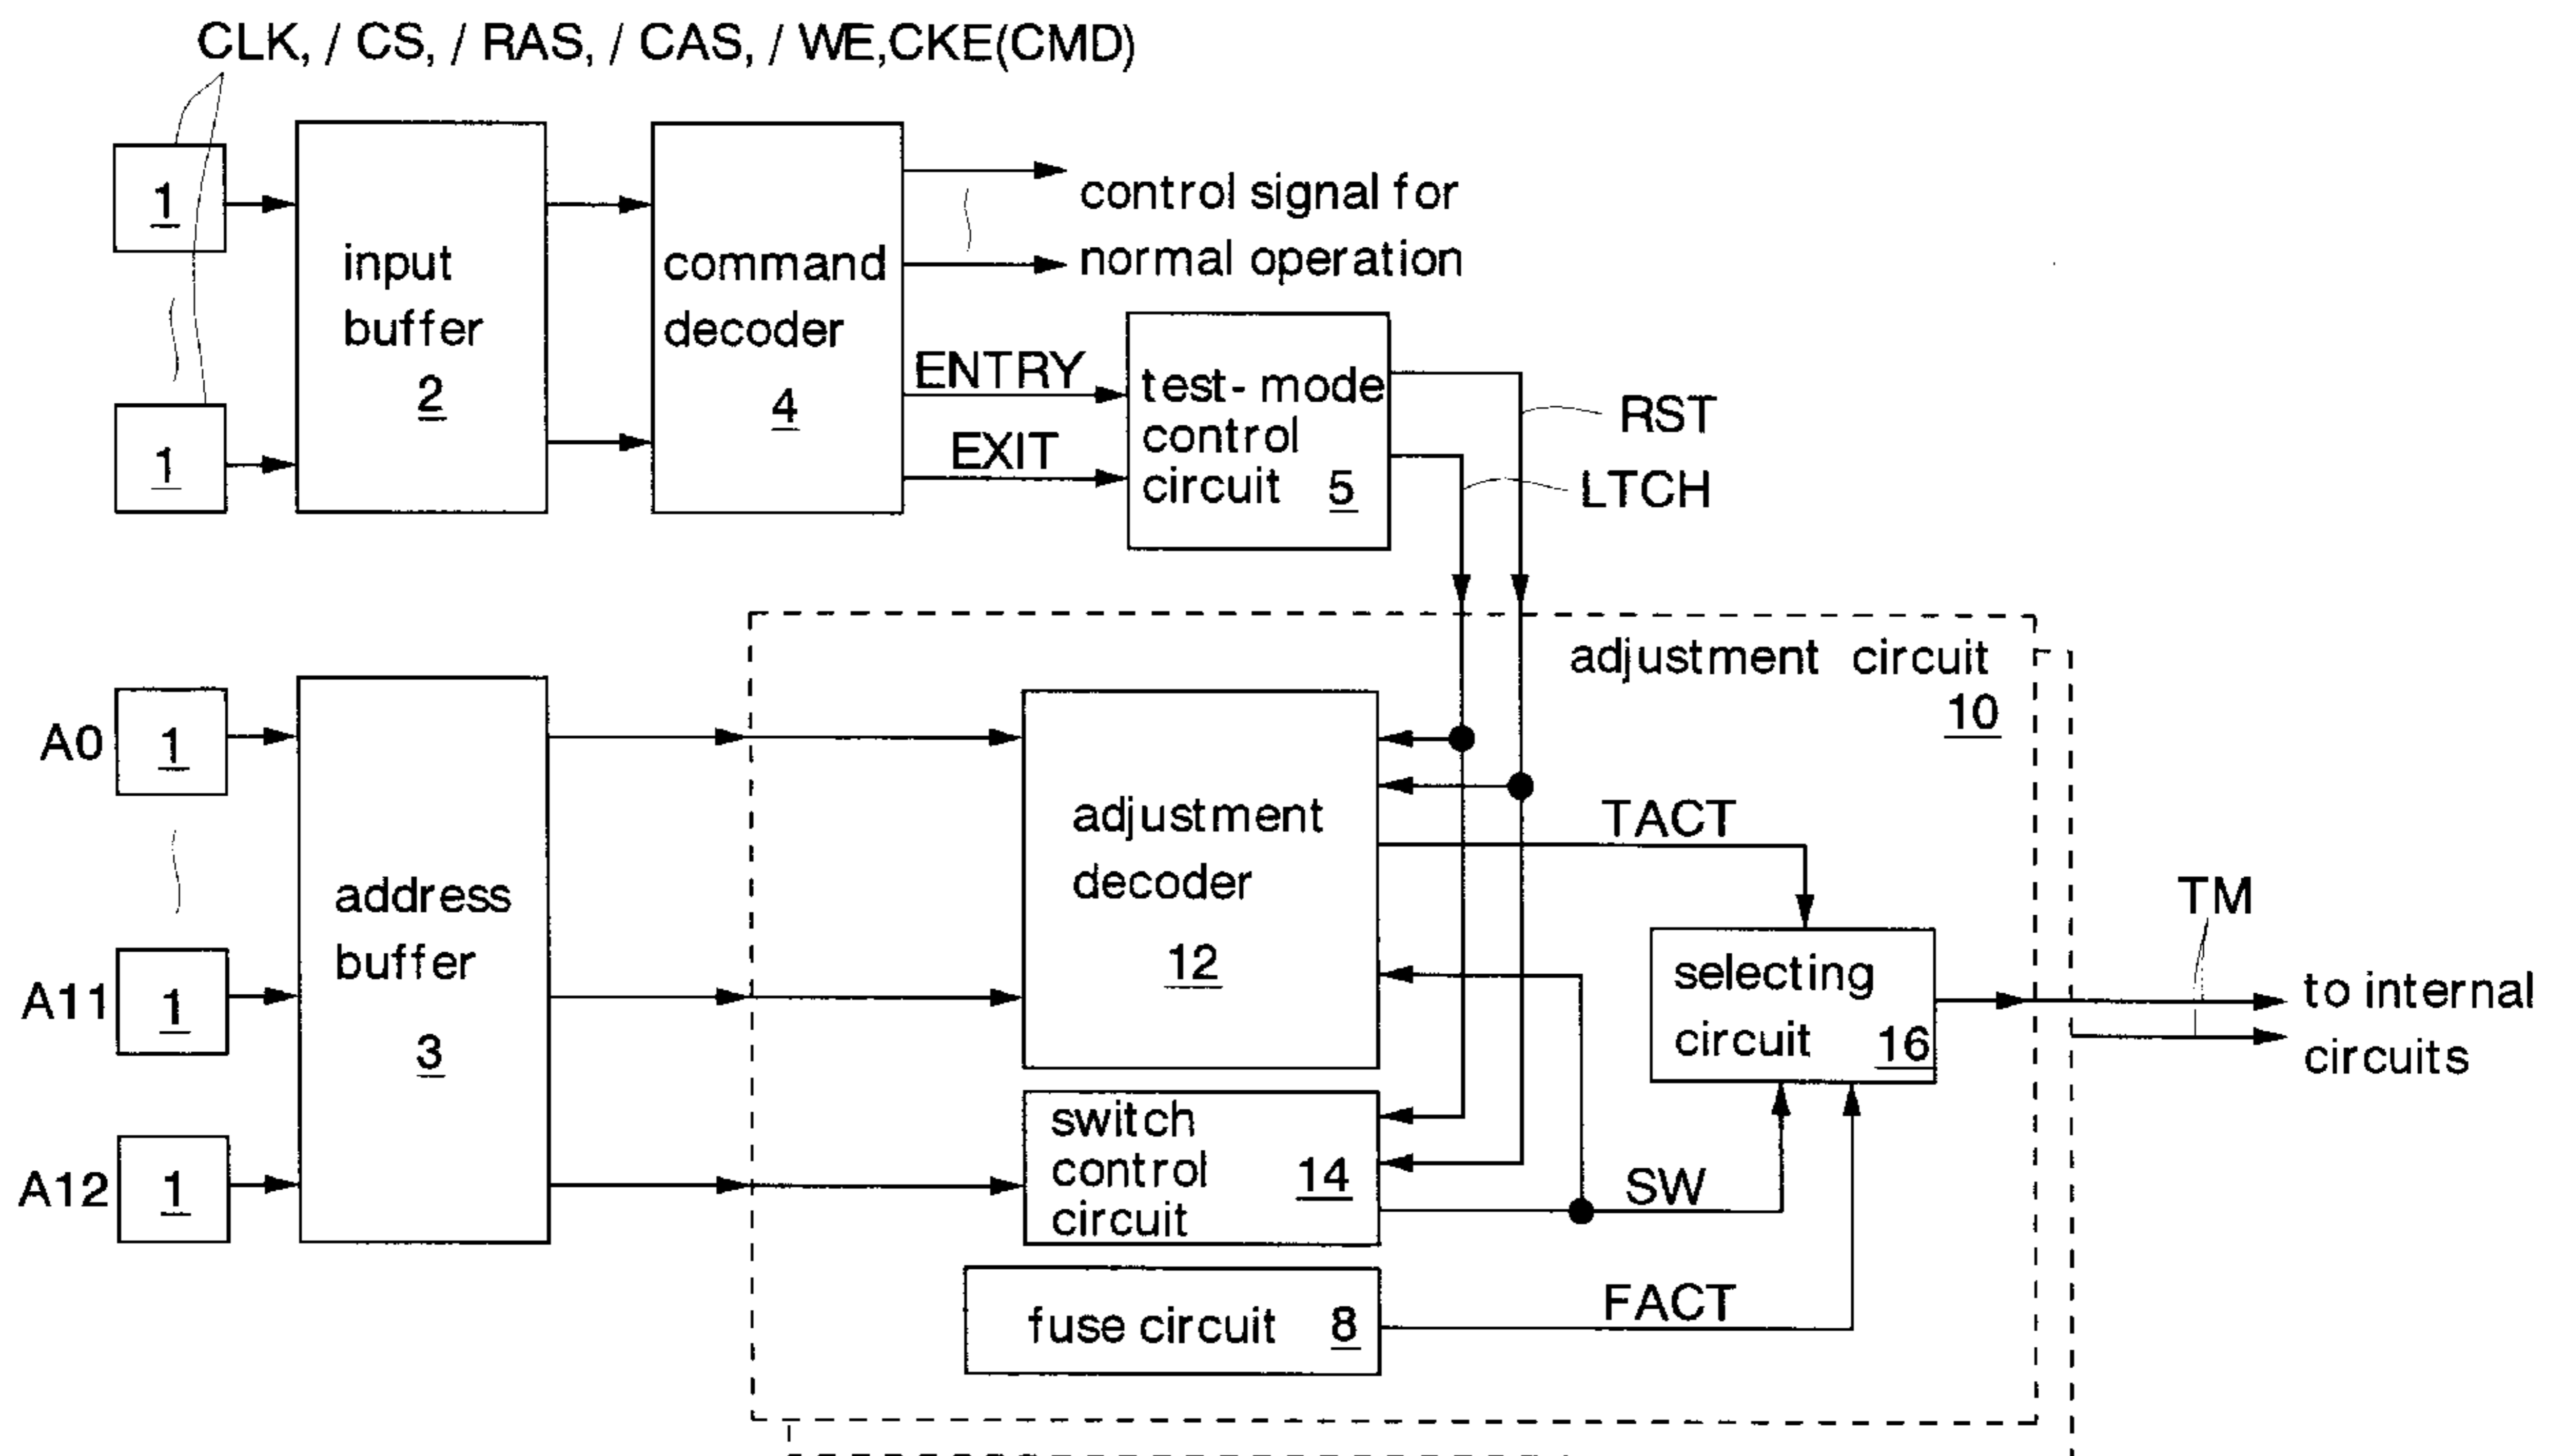 CLK, / CS, / RAS, / CAS, / WE,CKE(CMD)
1
1
input
buffer
2
command
decoder
4
control signal for
normal operation
ENTRY
EXIT
test- mode
control
circuit 5
RST
LTCH
adjustment circuit
10
A0
1
A11
1
A12
1
address
buffer
3
adjustment
decoder
12
TACT
selecting
circuit 16
TM
to internal
circuits
switch
control 14
circuit
SW
fuse circuit 8
FACT